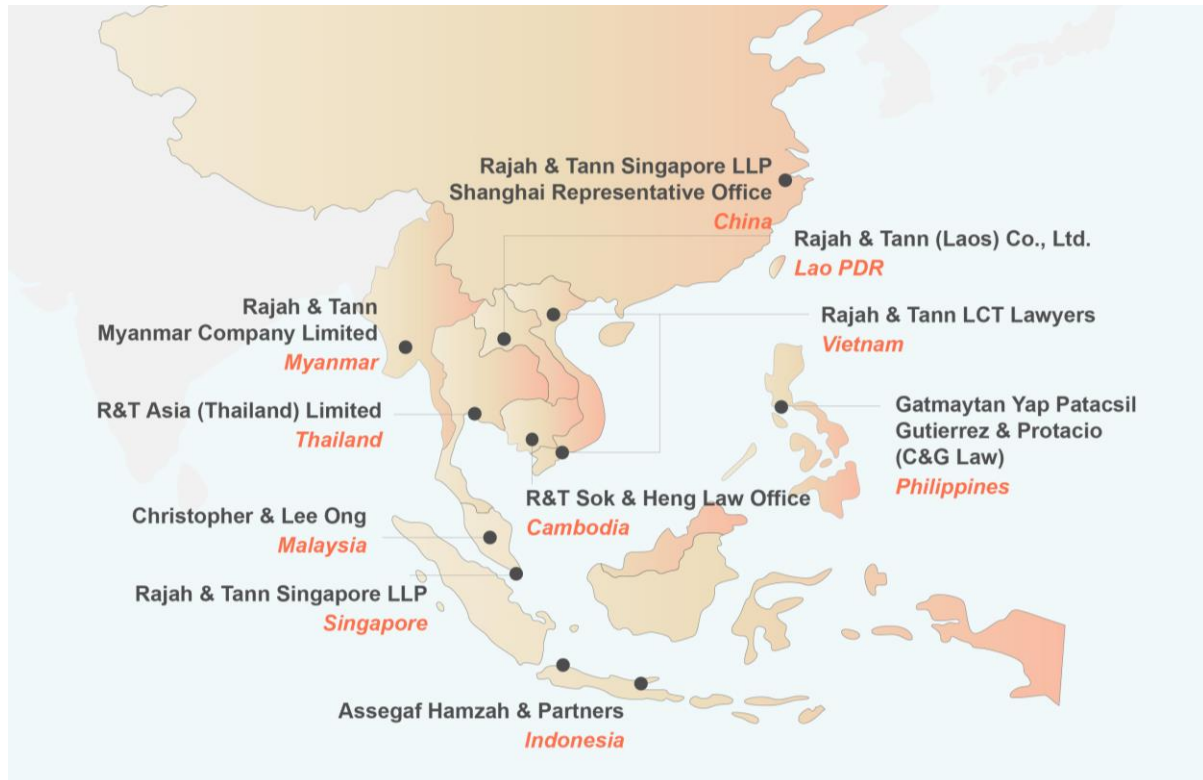 Rajah & Tann Singapore LLP
Shanghai Representative Office
China
Rajah & Tann (Laos) Co., Ltd.
Lao PDR
Rajah & Tann
Myanmar Company Limited
Myanmar
Rajah & Tann LCT Lawyers
Vietnam
R&T Asia (Thailand) Limited
Thailand
Gatmaytan Yap Patacsil
Gutierrez & Protacio
(C&G Law)
Philippines
R&T Sok & Heng Law Office
Cambodia
Christopher & Lee Ong
Malaysia
Rajah & Tann Singapore LLP
Singapore
Assegaf Hamzah & Partners
Indonesia